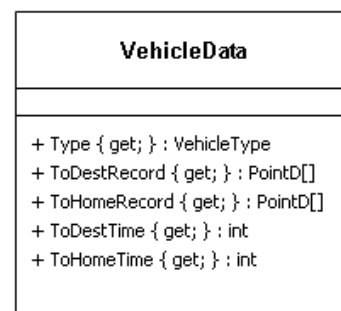 VehicleData
+ Type { get; } : VehicleType
+ ToDestRecord { get; } : PointD[]
+ ToHomeRecord { get; } : PointD[]
+ ToDestTime { get; } : int
+ ToHomeTime { get; } : int